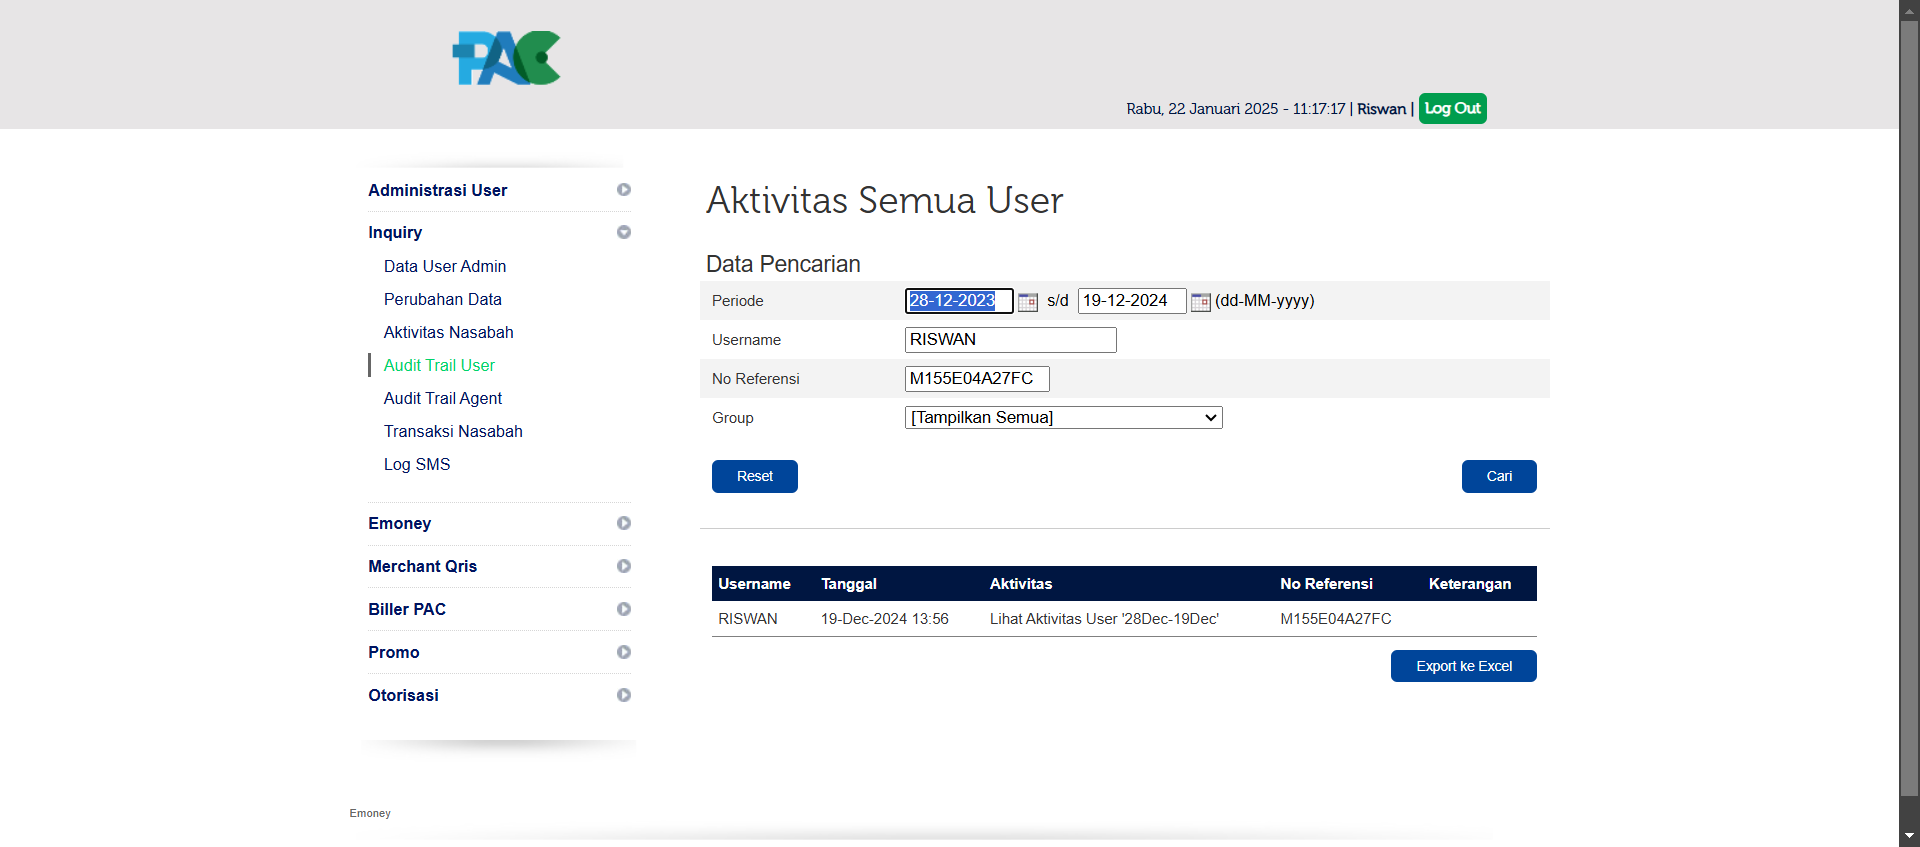 PAC
Rabu, 22 Januari 2025 - 11:17:17 | Riswan | Log Out
Administrasi User
Inquiry
Data User Admin
Perubahan Data
Aktivitas Nasabah
Audit Trail User
Audit Trail Agent
Transaksi Nasabah
Log SMS
Emoney
Merchant Qris
Biller PAC
Promo
Otorisasi
Aktivitas Semua User
Data Pencarian
Periode 28-12-2023 s/d 19-12-2024 (dd-MM-yyyy)
Username RISWAN
No Referensi M155E04A27FC
Group [Tampilkan Semua]
Reset Cari
Username Tanggal Aktivitas No Referensi Keterangan
RISWAN 19-Dec-2024 13:56 Lihat Aktivitas User '28Dec-19Dec' M155E04A27FC
Export ke Excel
Emoney